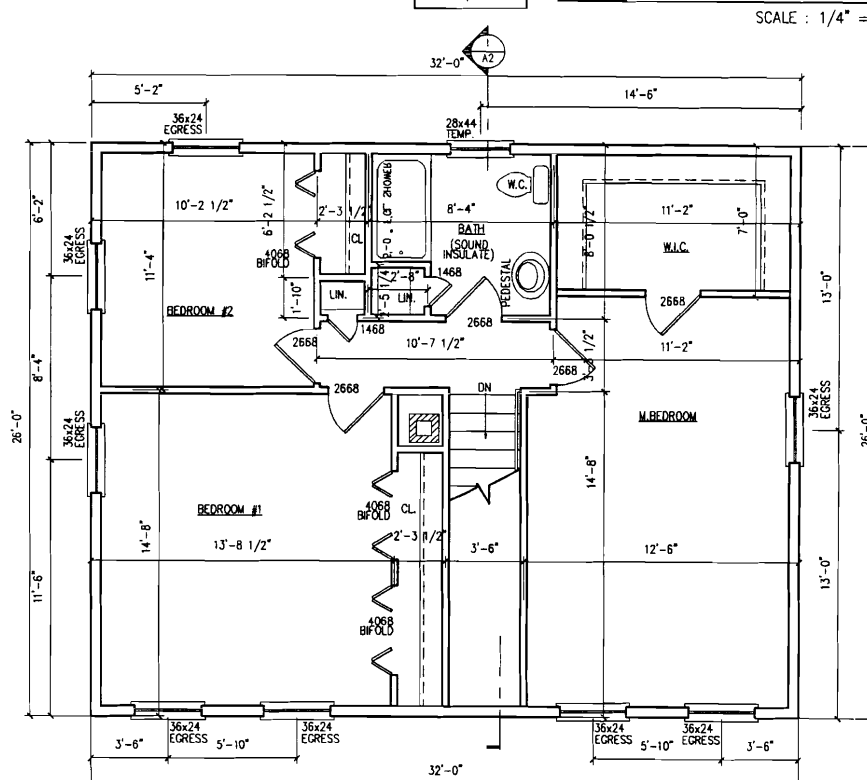 SCALE : 1/4" =
1
A2
32'-0"
5'-2"
14'-6"
36x24
EGRESS
28x44
TEMP.
6'-2"
10'-2 1/2"
6'-2 1/2"
2'-3 1/2"
CL.
SHOWER
8'-4"
W.C.
BATH
(SOUND
INSULATE)
11'-2"
8'-0 1/2"
7'-0"
W.I.C.
36x24
EGRESS
4068
BIFOLD
11'-4"
1'-10"
BEDROOM #2
LIN.
2'-8"
2'-5 1/4"
LIN.
1468
PEDESTAL
13'-0"
1468
2668
2668
2668
10'-7 1/2"
11'-2"
2668
2668
8'-4"
DN
M.BEDROOM
26'-0"
36x24
EGRESS
36x24
EGRESS
26'-0"
BEDROOM #1
4068
BIFOLD
CL.
14'-8"
14'-8"
13'-8 1/2"
2'-3 1/2"
3'-6"
12'-6"
11'-6"
13'-0"
4068
BIFOLD
36x24
EGRESS
36x24
EGRESS
36x24
EGRESS
36x24
EGRESS
3'-6"
5'-10"
5'-10"
3'-6"
32'-0"